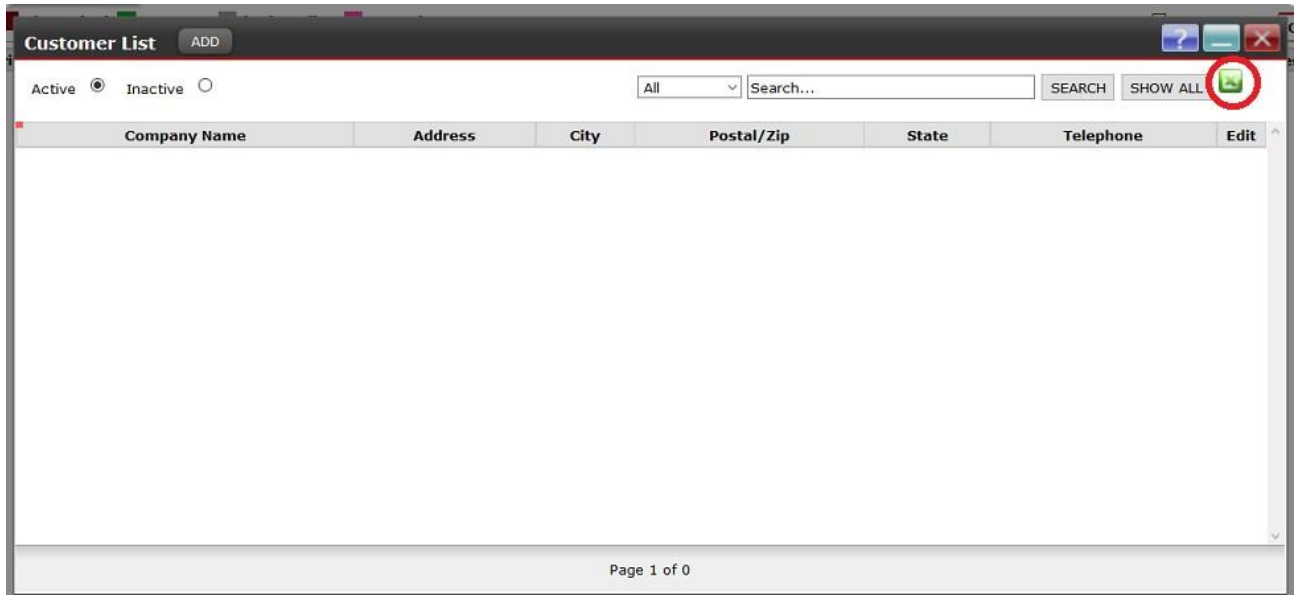 Customer List ADD ?
Active Inactive All Search... SEARCH SHOW ALL
Company Name Address City Postal/Zip State Telephone Edit
Page 1 of 0